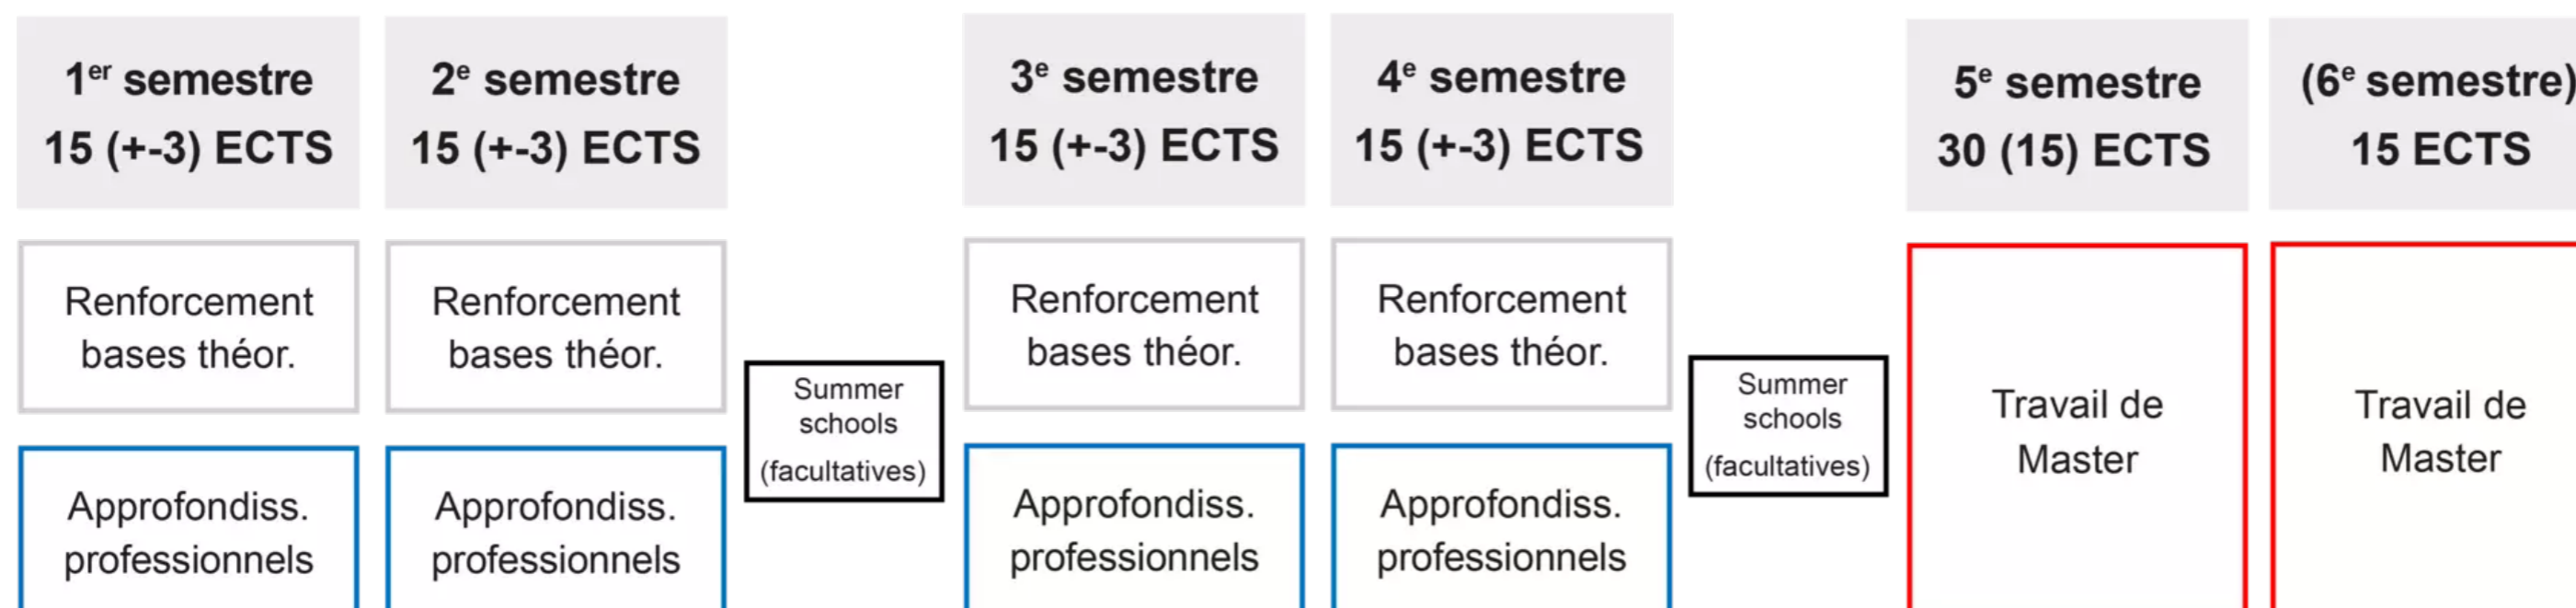 1er semestre
15 (+-3) ECTS
2e semestre
15 (+-3) ECTS
3e semestre
15 (+-3) ECTS
4e semestre
15 (+-3) ECTS
5e semestre
30 (15) ECTS
(6e semestre)
15 ECTS
Renforcement
bases théor.
Renforcement
bases théor.
Summer
schools
(facultatives)
Renforcement
bases théor.
Renforcement
bases théor.
Summer
schools
(facultatives)
Travail de
Master
Travail de
Master
Approfondiss.
professionnels
Approfondiss.
professionnels
Approfondiss.
professionnels
Approfondiss.
professionnels